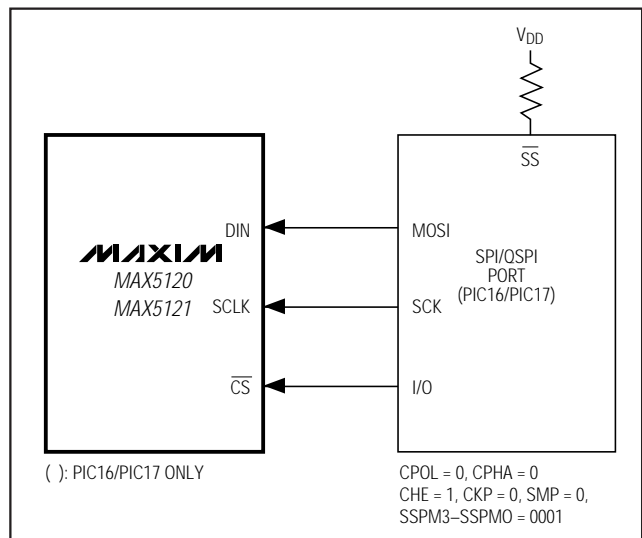 VDD
SS
DIN
MOSI
MAXIM
MAX5120
MAX5121
SPI/QSPI
PORT
(PIC16/PIC17)
SCLK
SCK
CS
I/O
( ): PIC16/PIC17 ONLY
CPOL = 0, CPHA = 0
CHE = 1, CKP = 0, SMP = 0,
SSPM3–SSPMO = 0001